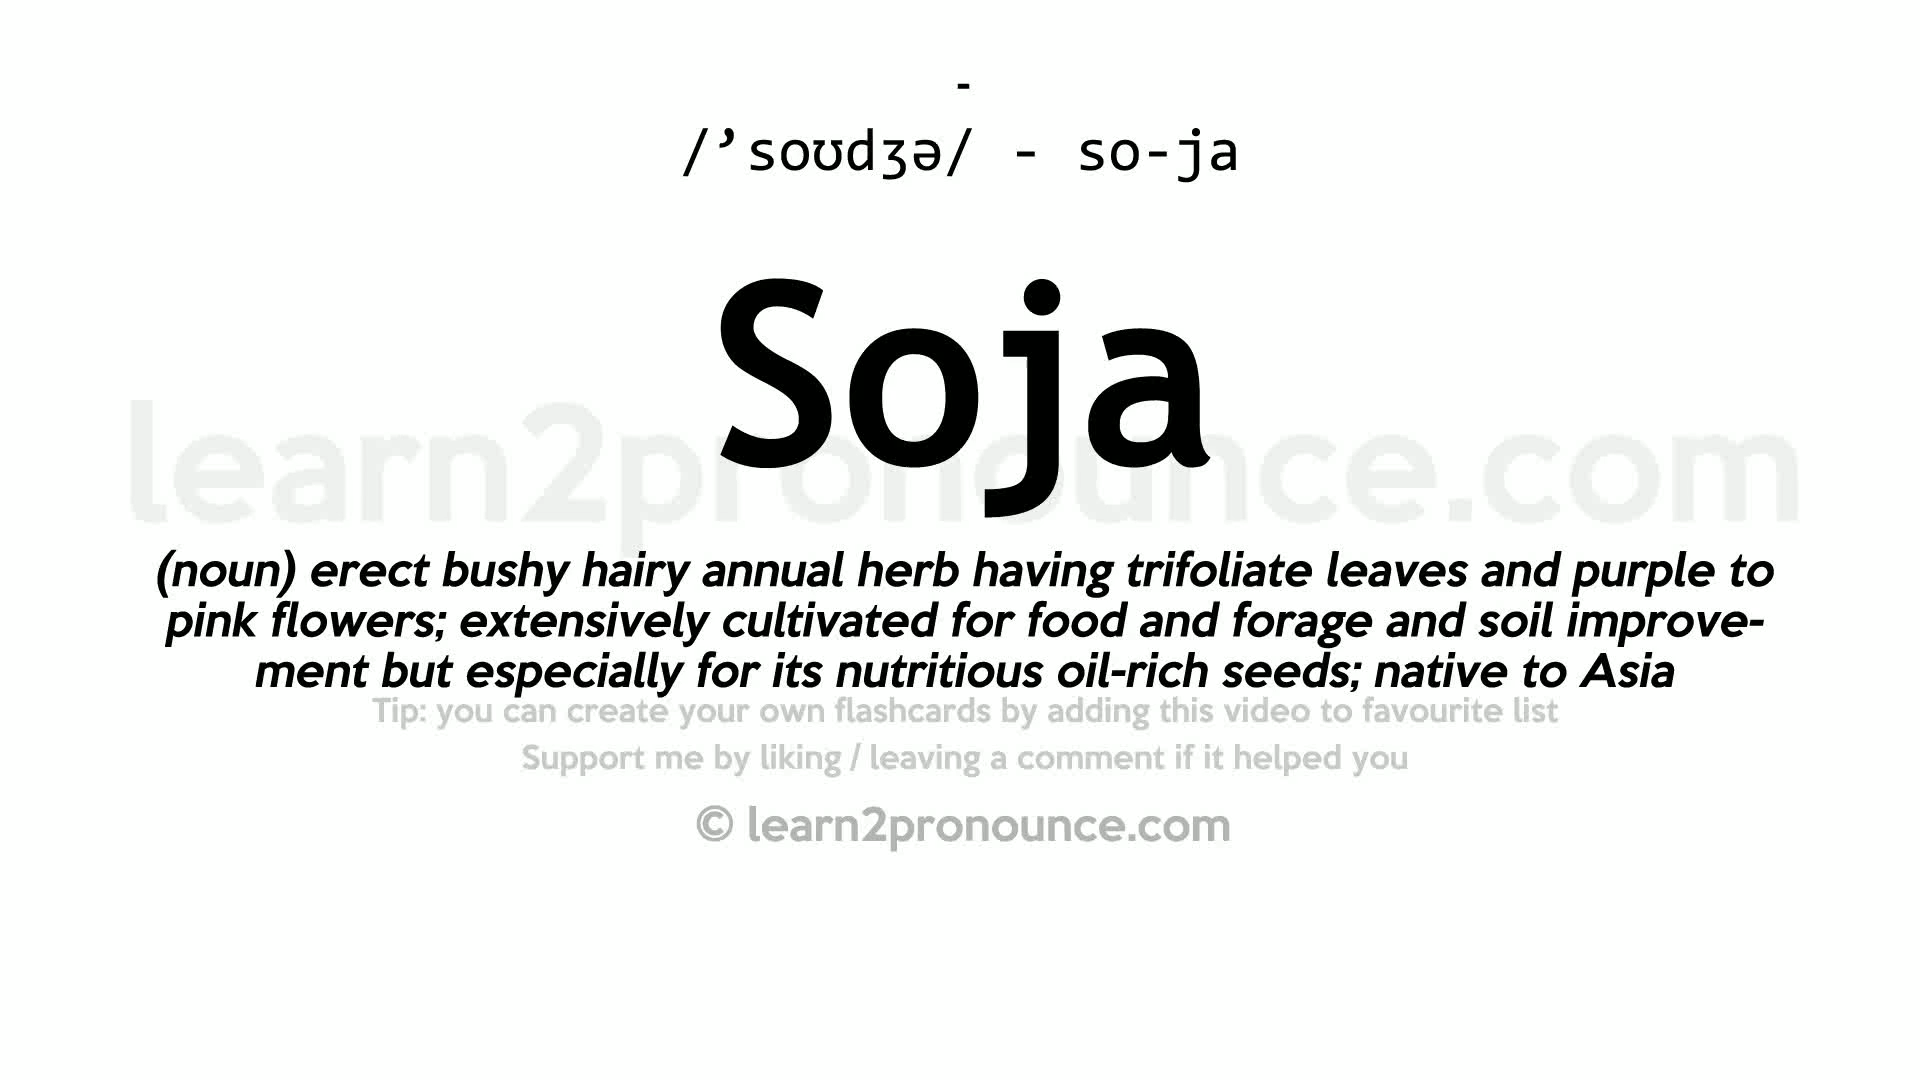 -
/ʼsoʊdʒə/ - so-ja
Soja
learn2pronounce.com
(noun) erect bushy hairy annual herb having trifoliate leaves and purple to
pink flowers; extensively cultivated for food and forage and soil improve-
ment but especially for its nutritious oil-rich seeds; native to Asia
Tip: you can create your own flashcards by adding this video to favourite list
Support me by liking / leaving a comment if it helped you
© learn2pronounce.com